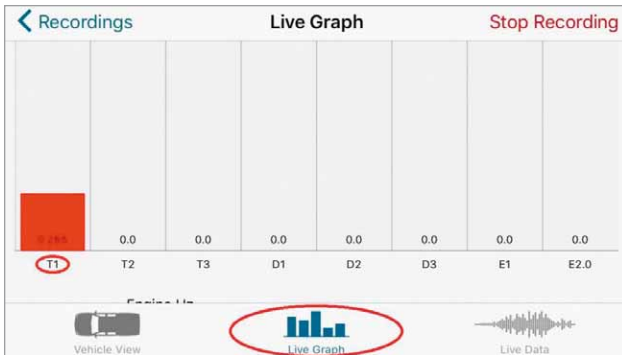 Recordings Live Graph Stop Recording
0.265 0.0 0.0 0.0 0.0 0.0 0.0 0.0
T1 T2 T3 D1 D2 D3 E1 E2.0
Vehicle View Live Graph Live Data